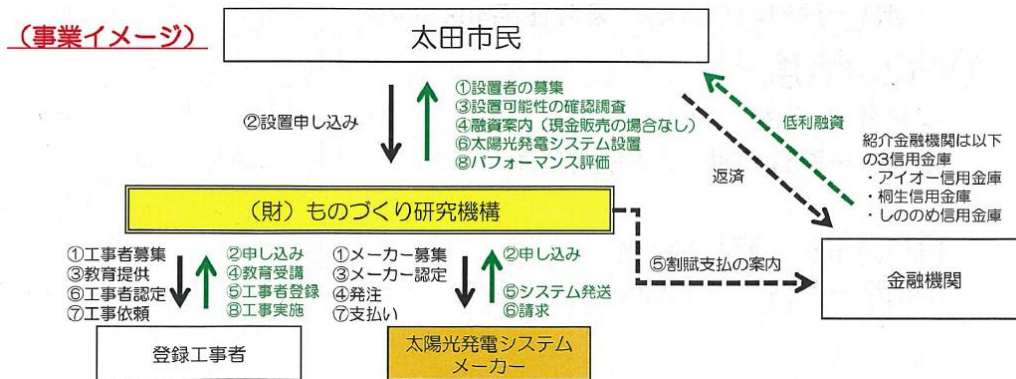 (事業イメージ)
太田市民
②設置申し込み
①設置者の募集
③設置可能性の確認調査
④融資案内(現金販売の場合なし)
⑥太陽光発電システム設置
⑧パフォーマンス評価
低利融資
返済
紹介金融機関は以下
の3信用金庫
・アイオー信用金庫
・桐生信用金庫
・しののめ信用金庫
(財)ものづくり研究機構
①工事者募集
③教育提供
⑥工事者認定
⑦工事依頼
②申し込み
④教育受講
⑤工事者登録
⑧工事実施
①メーカー募集
③メーカー認定
④発注
⑦支払い
②申し込み
⑤システム発送
⑥請求
⑤割賦支払の案内
金融機関
登録工事者
太陽光発電システム
メーカー